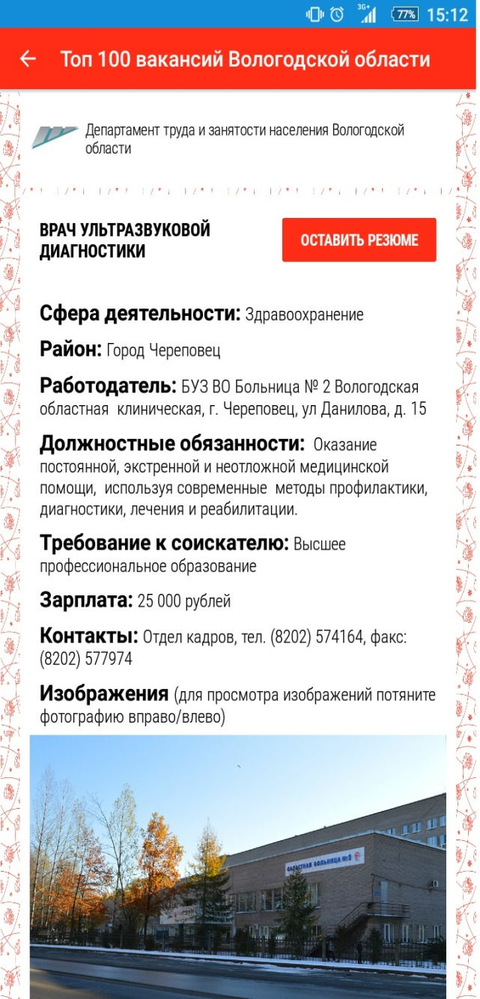 3G+ 77% 15:12
Топ 100 вакансий Вологодской области
Департамент труда и занятости населения Вологодской
области
ВРАЧ УЛЬТРАЗВУКОВОЙ
ДИАГНОСТИКИ
ОСТАВИТЬ РЕЗЮМЕ
Сфера деятельности: Здравоохранение
Район: Город Череповец
Работодатель: БУЗ ВО Больница № 2 Вологодская
областная клиническая, г. Череповец, ул Данилова, д. 15
Должностные обязанности: Оказание
постоянной, экстренной и неотложной медицинской
помощи, используя современные методы профилактики,
диагностики, лечения и реабилитации.
Требование к соискателю: Высшее
профессиональное образование
Зарплата: 25 000 рублей
Контакты: Отдел кадров, тел. (8202) 574164, факс:
(8202) 577974
Изображения (для просмотра изображений потяните
фотографию вправо/влево)
ОБЛАСТНАЯ БОЛЬНИЦА №2